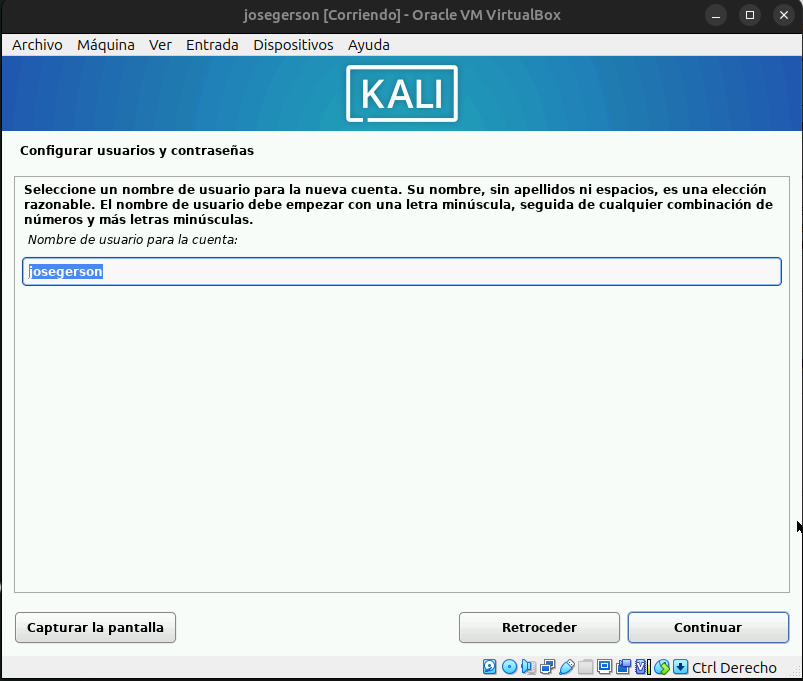 josegerson [Corriendo] - Oracle VM VirtualBox
Archivo Máquina Ver Entrada Dispositivos Ayuda
KALI
Configurar usuarios y contraseñas
Seleccione un nombre de usuario para la nueva cuenta. Su nombre, sin apellidos ni espacios, es una elección
razonable. El nombre de usuario debe empezar con una letra minúscula, seguida de cualquier combinación de
números y más letras minúsculas.
Nombre de usuario para la cuenta:
josegerson
Capturar la pantalla Retroceder Continuar
Ctrl Derecho